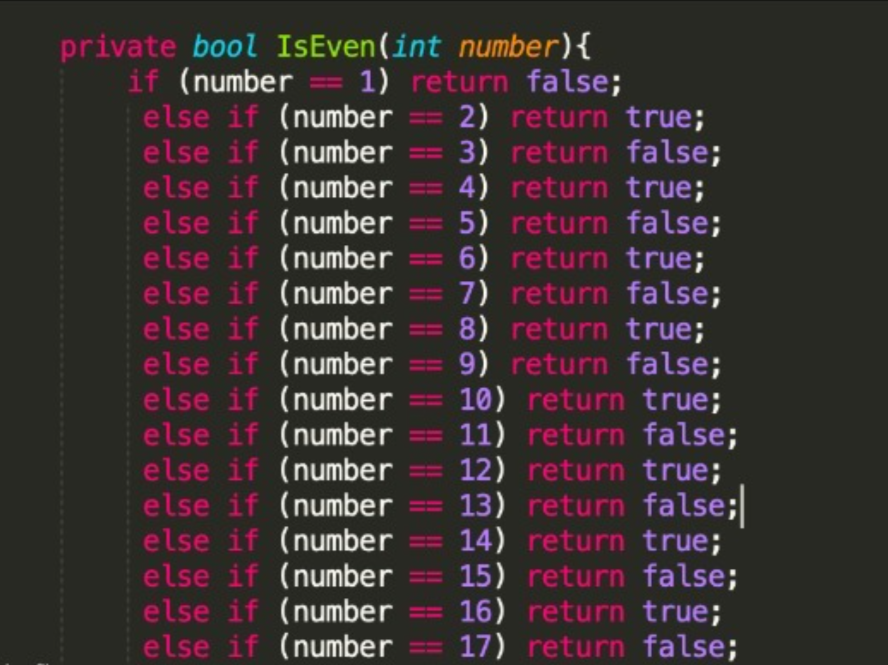 private bool IsEven(int number){
if (number == 1) return false;
else if (number == 2) return true;
else if (number == 3) return false;
else if (number == 4) return true;
else if (number == 5) return false;
else if (number == 6) return true;
else if (number == 7) return false;
else if (number == 8) return true;
else if (number == 9) return false;
else if (number == 10) return true;
else if (number == 11) return false;
else if (number == 12) return true;
else if (number == 13) return false;
else if (number == 14) return true;
else if (number == 15) return false;
else if (number == 16) return true;
else if (number == 17) return false;